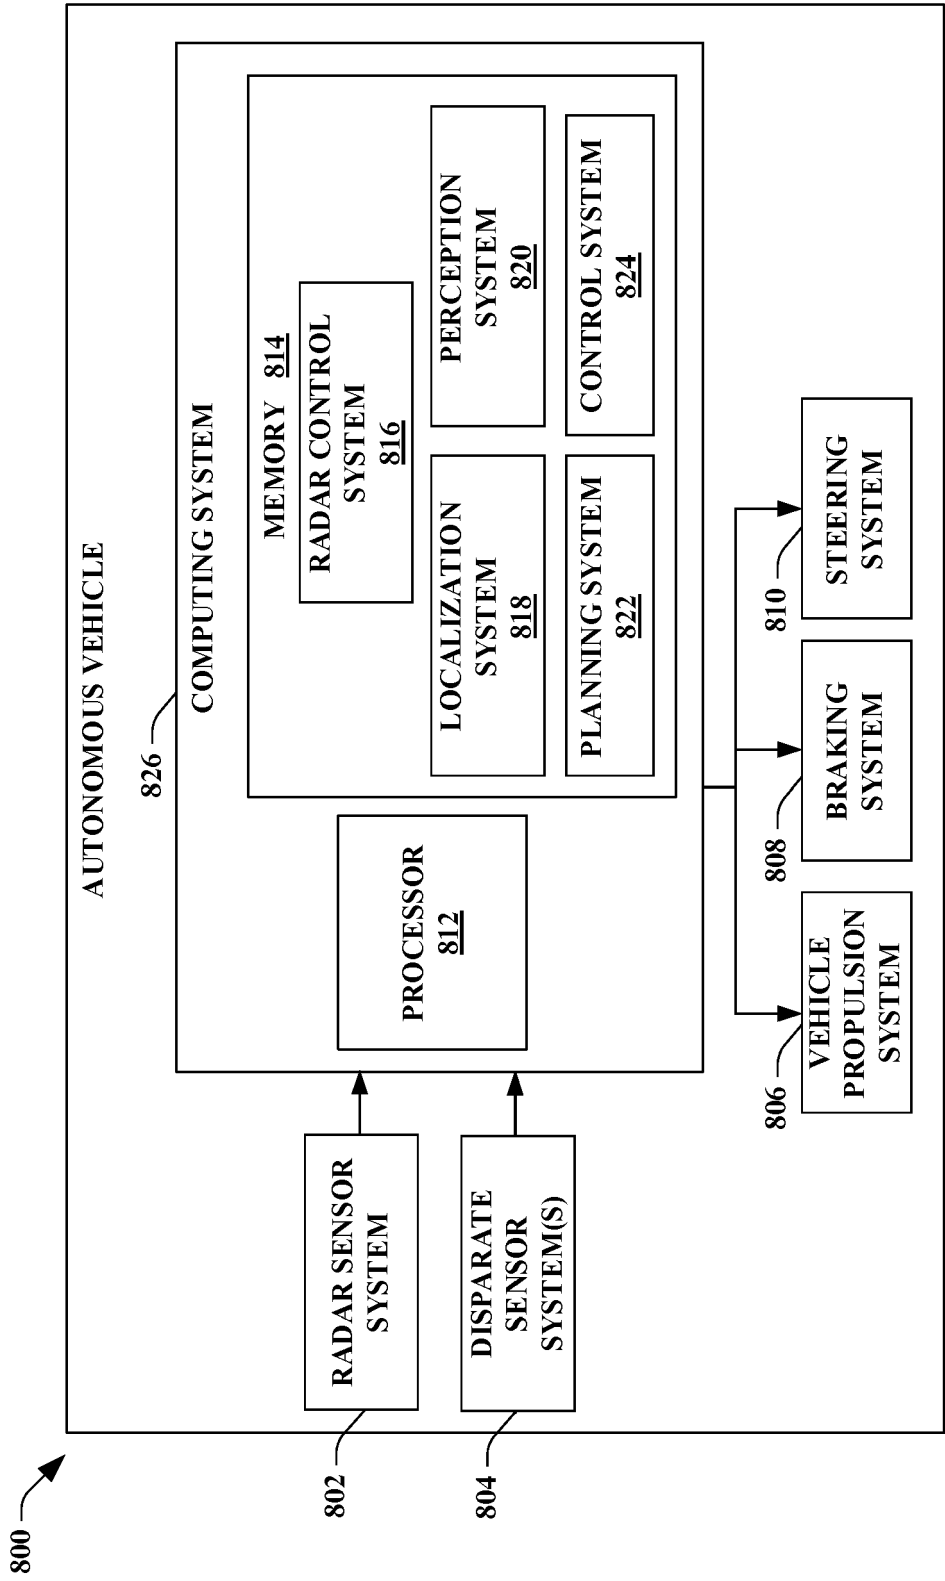 800
AUTONOMOUS VEHICLE
826
COMPUTING SYSTEM
802
RADAR SENSOR
SYSTEM
804
DISPARATE
SENSOR
SYSTEM(S)
PROCESSOR
812
MEMORY 814
RADAR CONTROL
SYSTEM
816
LOCALIZATION
SYSTEM
818
PERCEPTION
SYSTEM
820
PLANNING SYSTEM
822
CONTROL SYSTEM
824
806
VEHICLE
PROPULSION
SYSTEM
808
BRAKING
SYSTEM
810
STEERING
SYSTEM